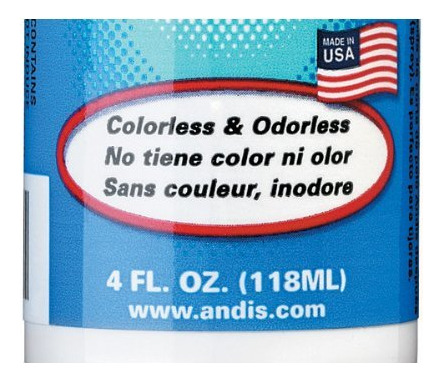 MADE IN
USA
Colorless & Odorless
No tiene color ni olor
Sans couleur, inodore
4 FL. OZ. (118ML)
www.andis.com
CONTAINS